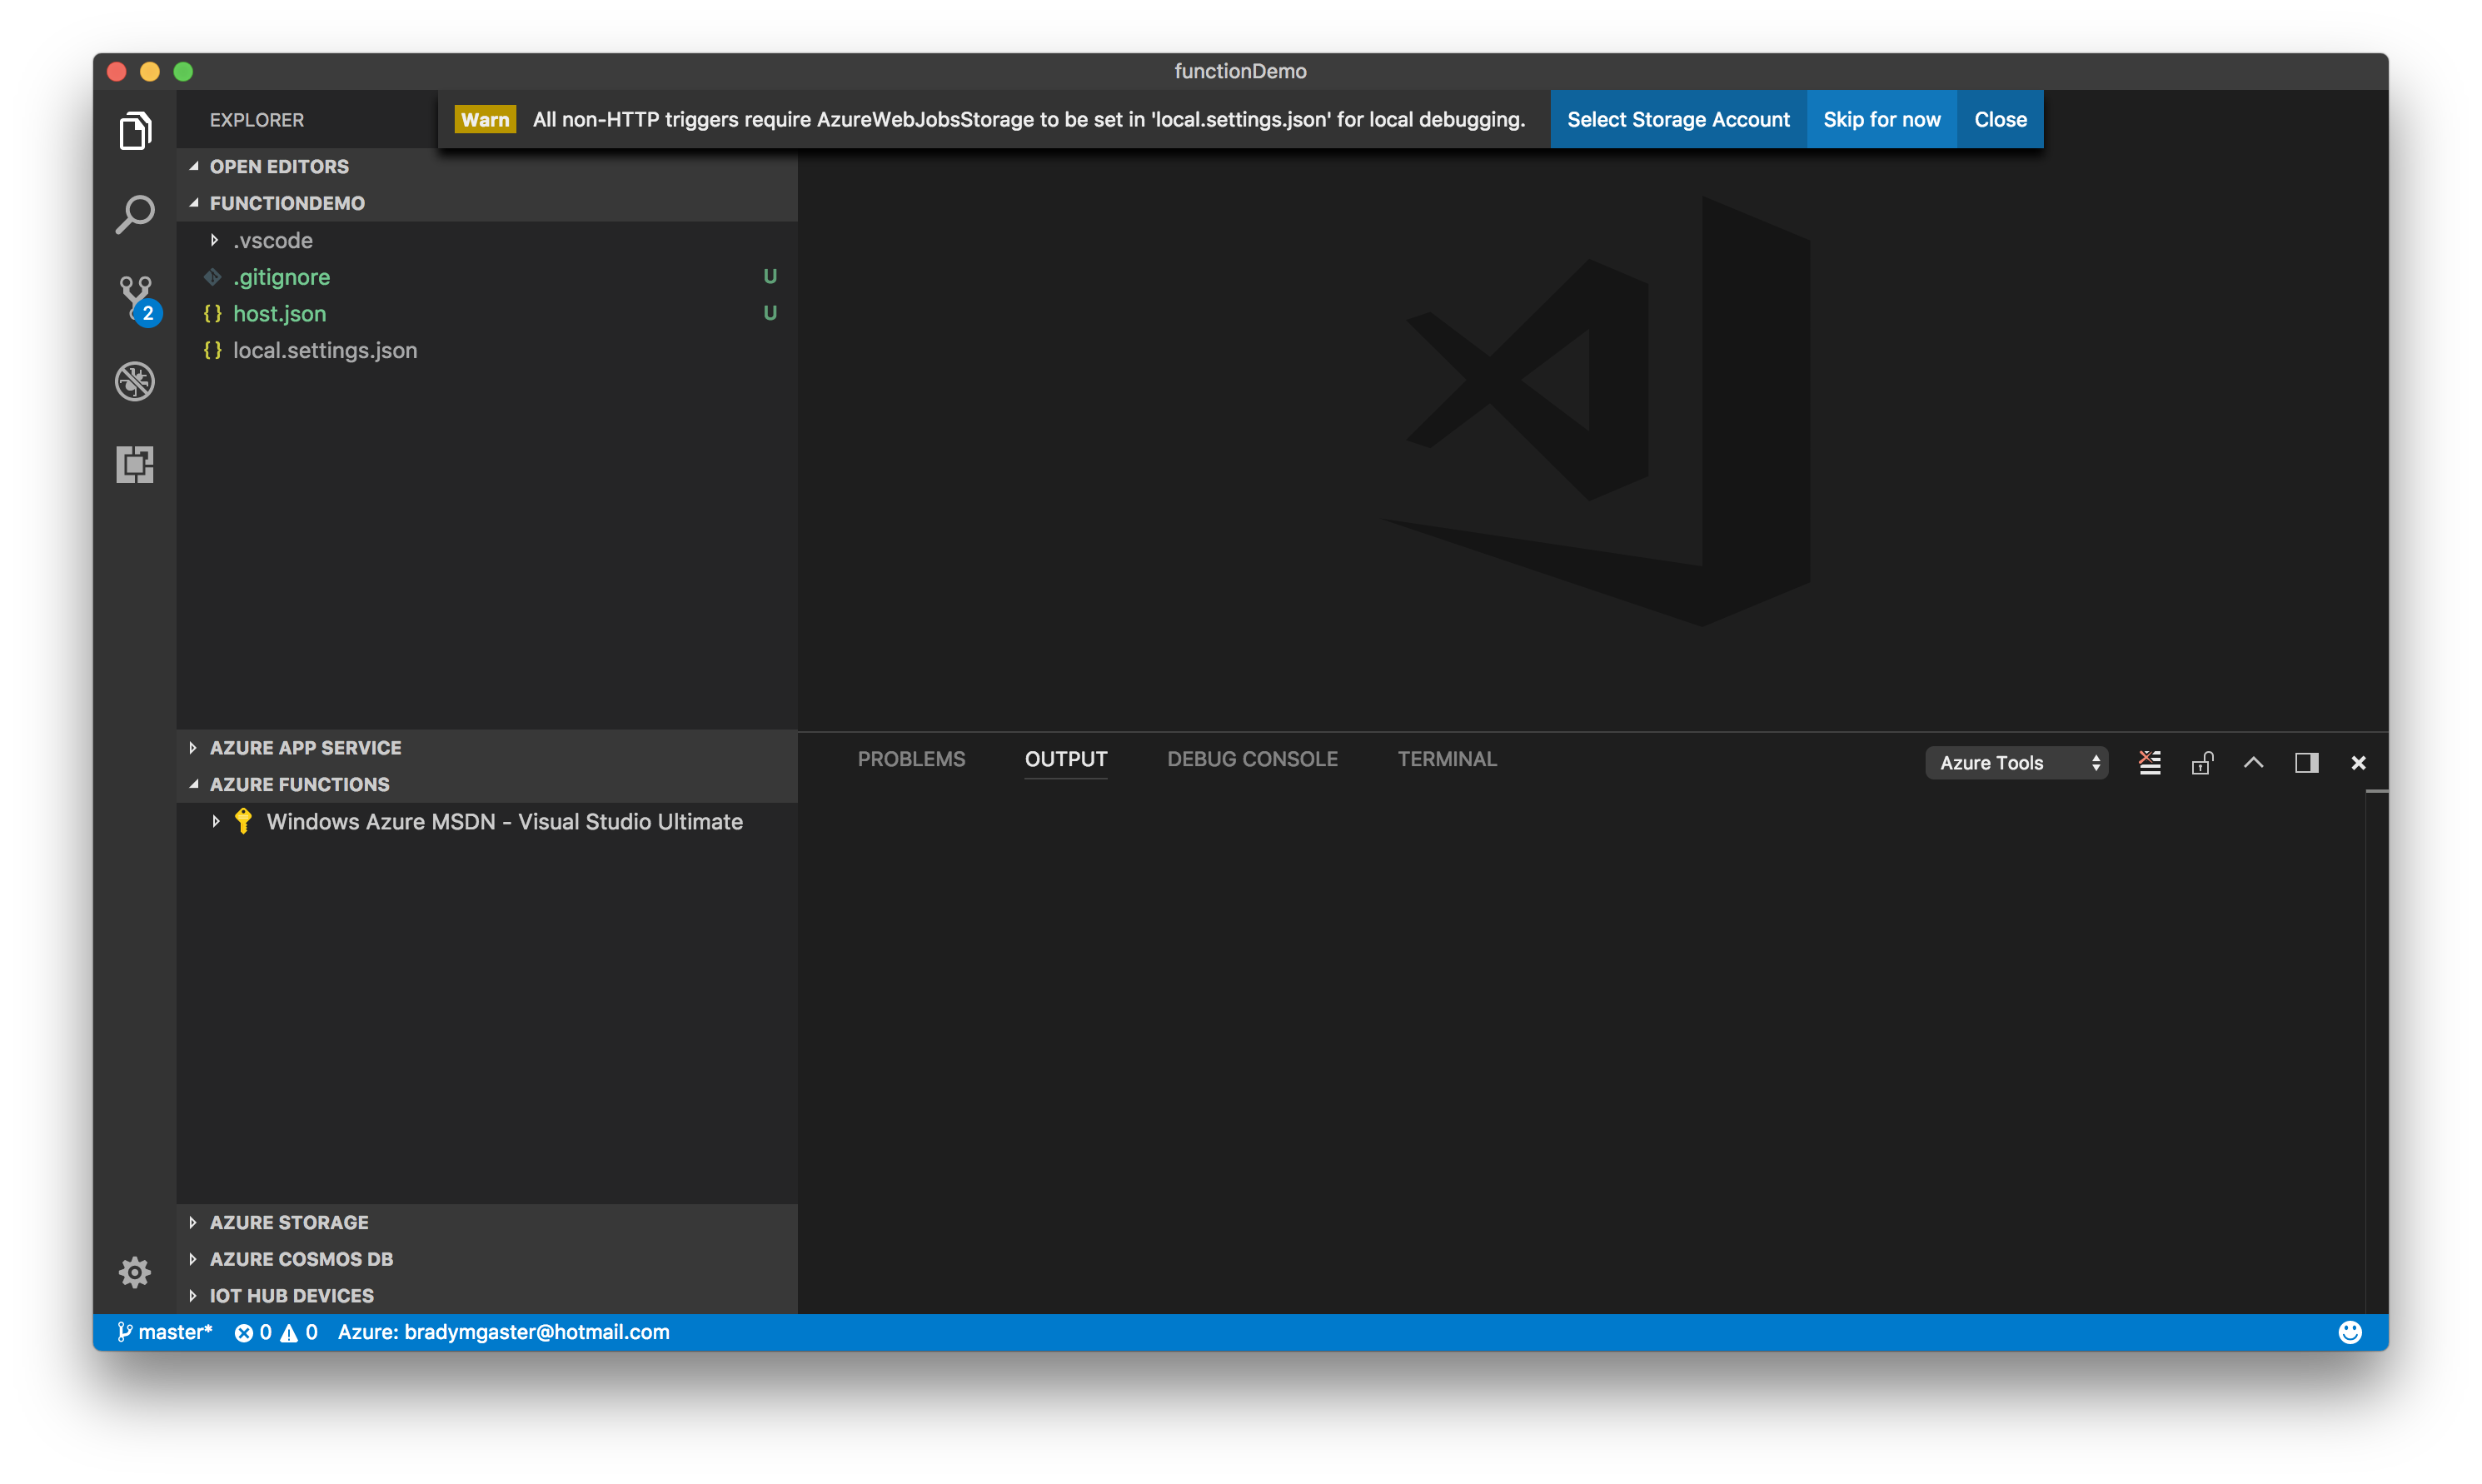 functionDemo
EXPLORER
Warn All non-HTTP triggers require AzureWebJobsStorage to be set in 'local.settings.json' for local debugging. Select Storage Account Skip for now Close
OPEN EDITORS
FUNCTIONDEMO
.vscode
.gitignore U
{} host.json U
{} local.settings.json
2
AZURE APP SERVICE
AZURE FUNCTIONS
Windows Azure MSDN - Visual Studio Ultimate
AZURE STORAGE
AZURE COSMOS DB
IOT HUB DEVICES
PROBLEMS OUTPUT DEBUG CONSOLE TERMINAL Azure Tools
master* 0 0 Azure: bradymgaster@hotmail.com